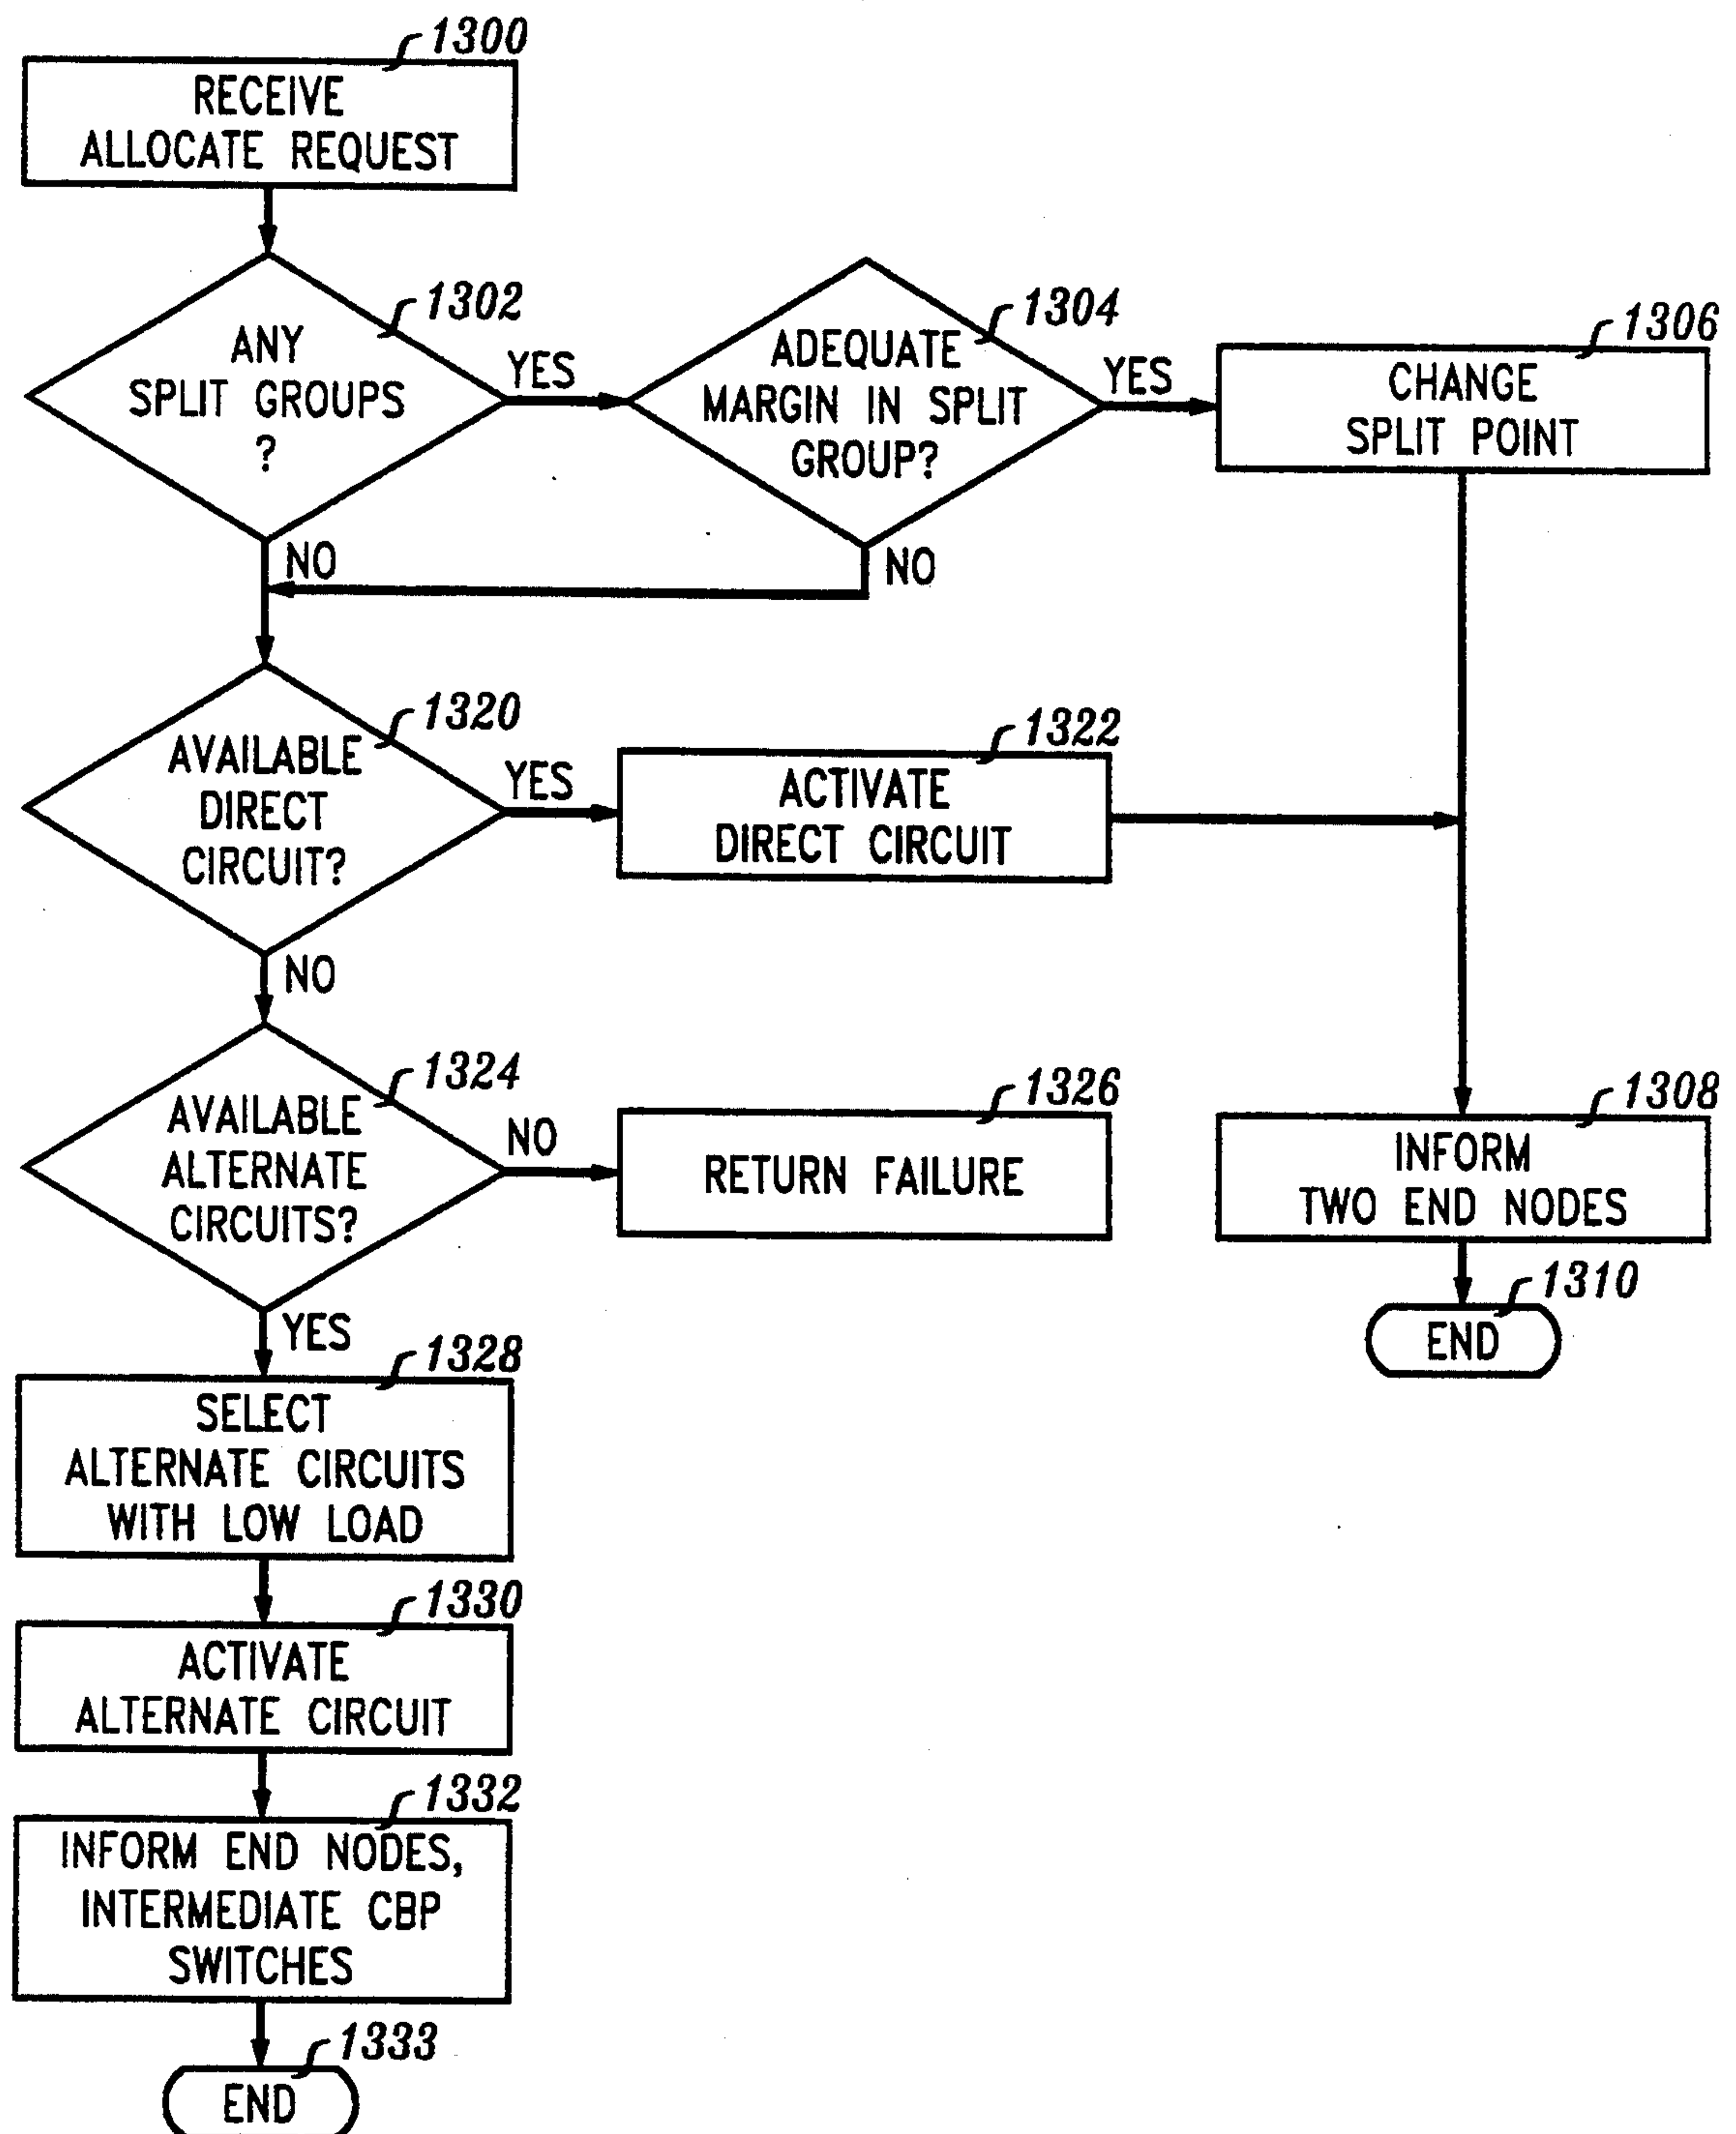 1300
RECEIVE
ALLOCATE REQUEST
1302
ANY
SPLIT GROUPS
?
YES
NO
1304
ADEQUATE
MARGIN IN SPLIT
GROUP?
YES
NO
1306
CHANGE
SPLIT POINT
1320
AVAILABLE
DIRECT
CIRCUIT?
YES
NO
1322
ACTIVATE
DIRECT CIRCUIT
1324
AVAILABLE
ALTERNATE
CIRCUITS?
NO
YES
1326
RETURN FAILURE
1308
INFORM
TWO END NODES
1310
END
1328
SELECT
ALTERNATE CIRCUITS
WITH LOW LOAD
1330
ACTIVATE
ALTERNATE CIRCUIT
1332
INFORM END NODES,
INTERMEDIATE CBP
SWITCHES
1333
END